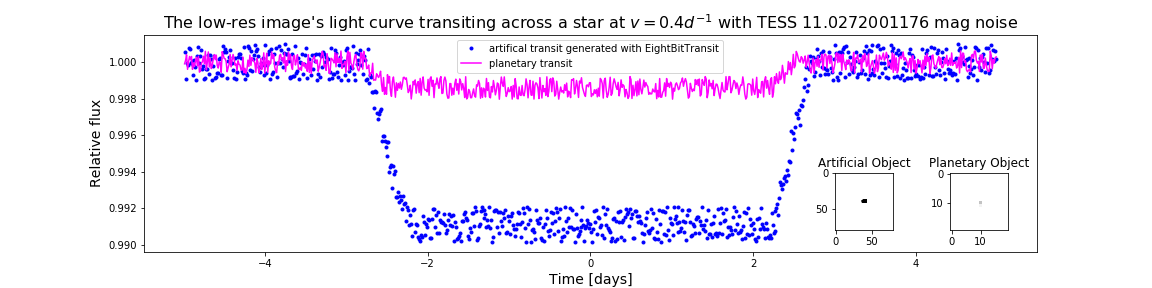 The low-res image's light curve transiting across a star at v = 0.4d⁻¹ with TESS 11.0272001176 mag noise
artifical transit generated with EightBitTransit
planetary transit
Relative flux
1.000
0.998
0.996
0.994
0.992
0.990
Artificial Object
0
50
0 50
Planetary Object
0
10
0 10
−4 −2 0 2 4
Time [days]